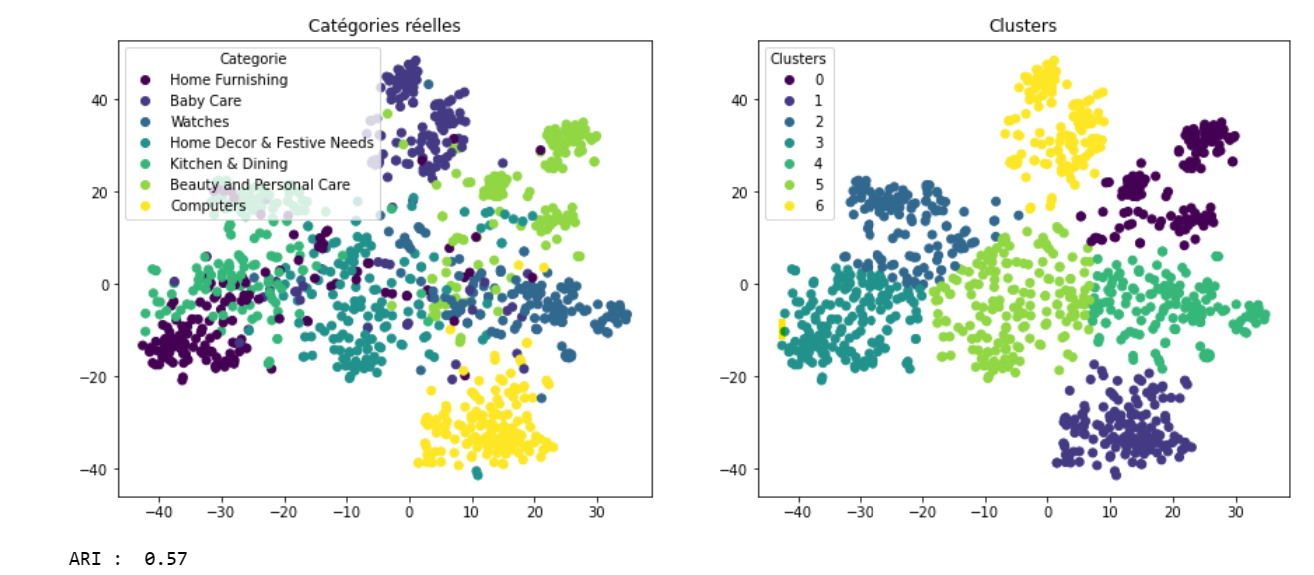 Catégories réelles
Categorie
Home Furnishing
Baby Care
Watches
Home Decor & Festive Needs
Kitchen & Dining
Beauty and Personal Care
Computers
40
20
0
−20
−40
−40 −30 −20 −10 0 10 20 30
Clusters
Clusters
0
1
2
3
4
5
6
40
20
0
−20
−40
−40 −30 −20 −10 0 10 20 30
ARI :  0.57